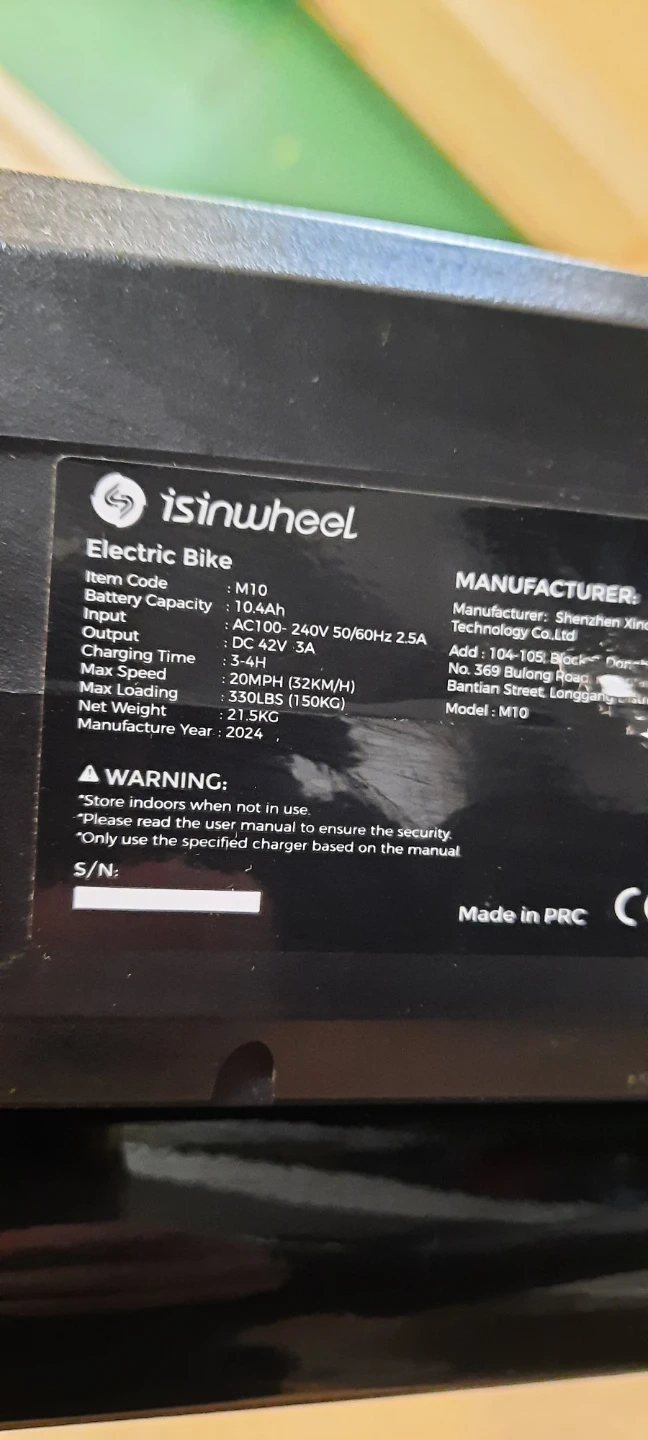 isinwheel
Electric Bike
Item Code : M10
Battery Capacity : 10.4Ah
Input : AC100- 240V 50/60Hz 2.5A
Output : DC 42V 3A
Charging Time : 3-4H
Max Speed : 20MPH (32KM/H)
Max Loading : 330LBS (150KG)
Net Weight : 21.5KG
Manufacture Year : 2024
WARNING:
*Store indoors when not in use.
*Please read the user manual to ensure the security.
*Only use the specified charger based on the manual
S/N:
MANUFACTURER:
Manufacturer: Shenzhen
Technology Co.,Ltd
Add : 104-105, Block
No. 369 Bulong Road
Bantian Street, Longgang
Model : M10
Made in PRC